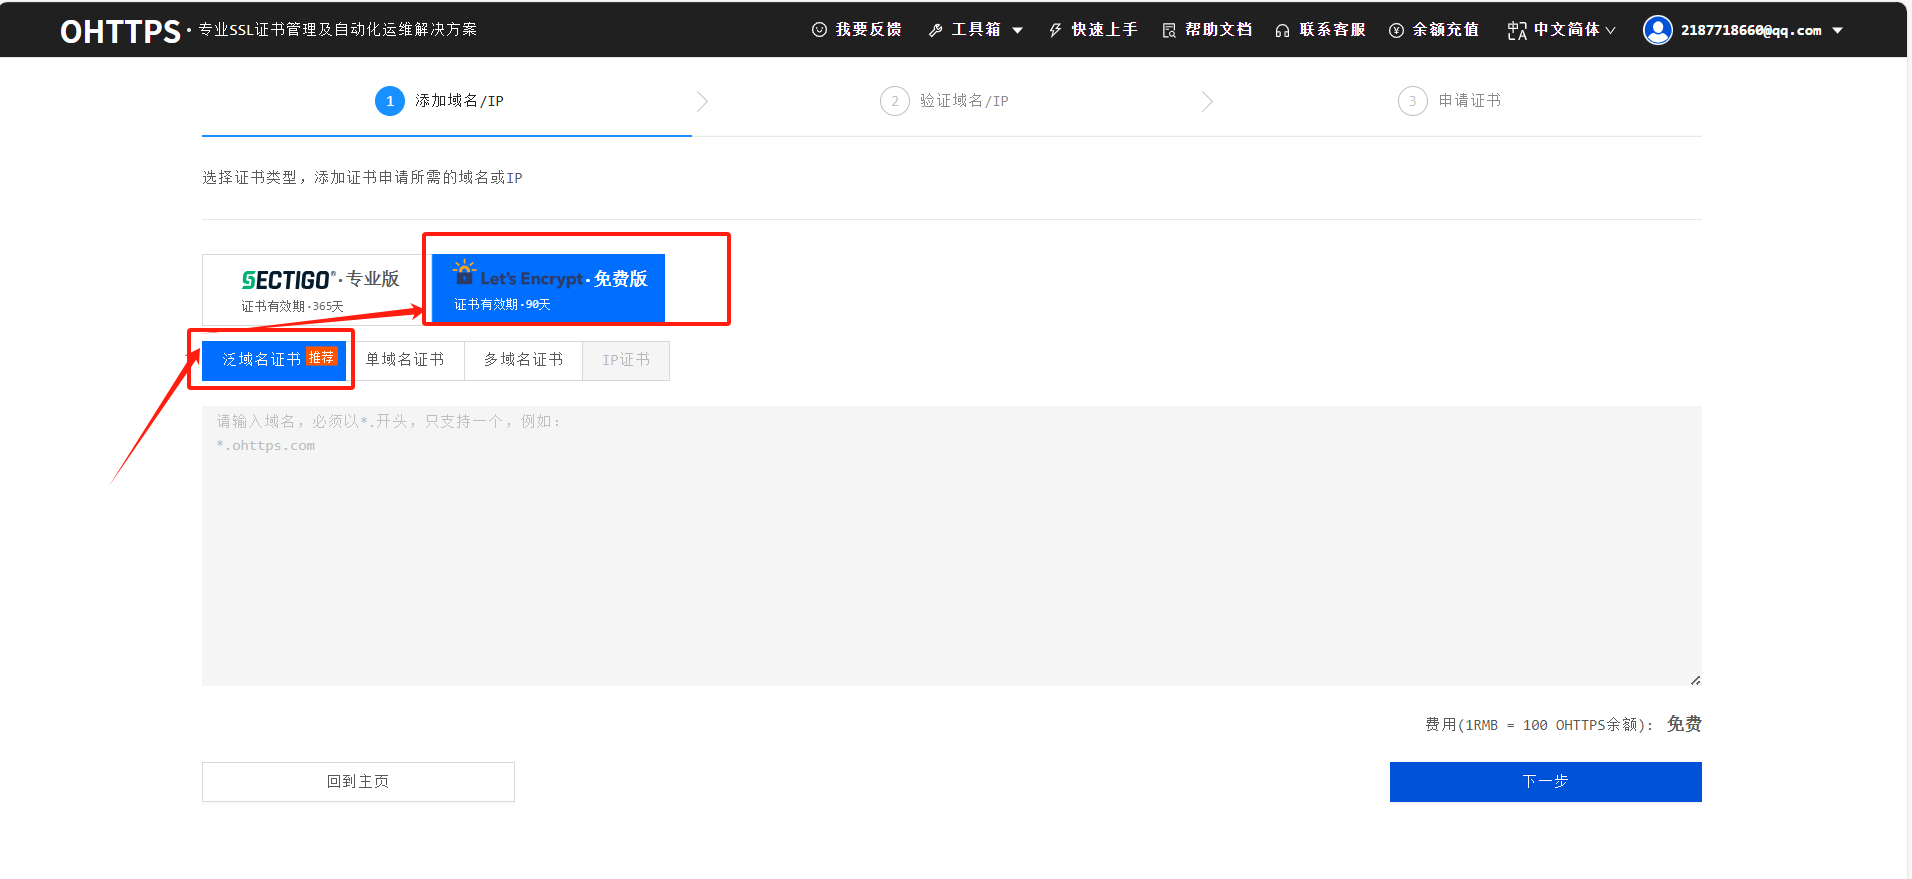 OHTTPS · 专业SSL证书管理及自动化运维解决方案 我要反馈 工具箱 快速上手 帮助文档 联系客服 余额充值 中文简体 2187718660@qq.com
1 添加域名/IP 2 验证域名/IP 3 申请证书
选择证书类型，添加证书申请所需的域名或IP
SECTIGO® · 专业版 Let's Encrypt · 免费版
证书有效期·365天 证书有效期·90天
泛域名证书 推荐 单域名证书 多域名证书 IP证书
请输入域名，必须以*.开头，只支持一个，例如：
*.ohttps.com
费用(1RMB = 100 OHTTPS余额): 免费
回到主页 下一步